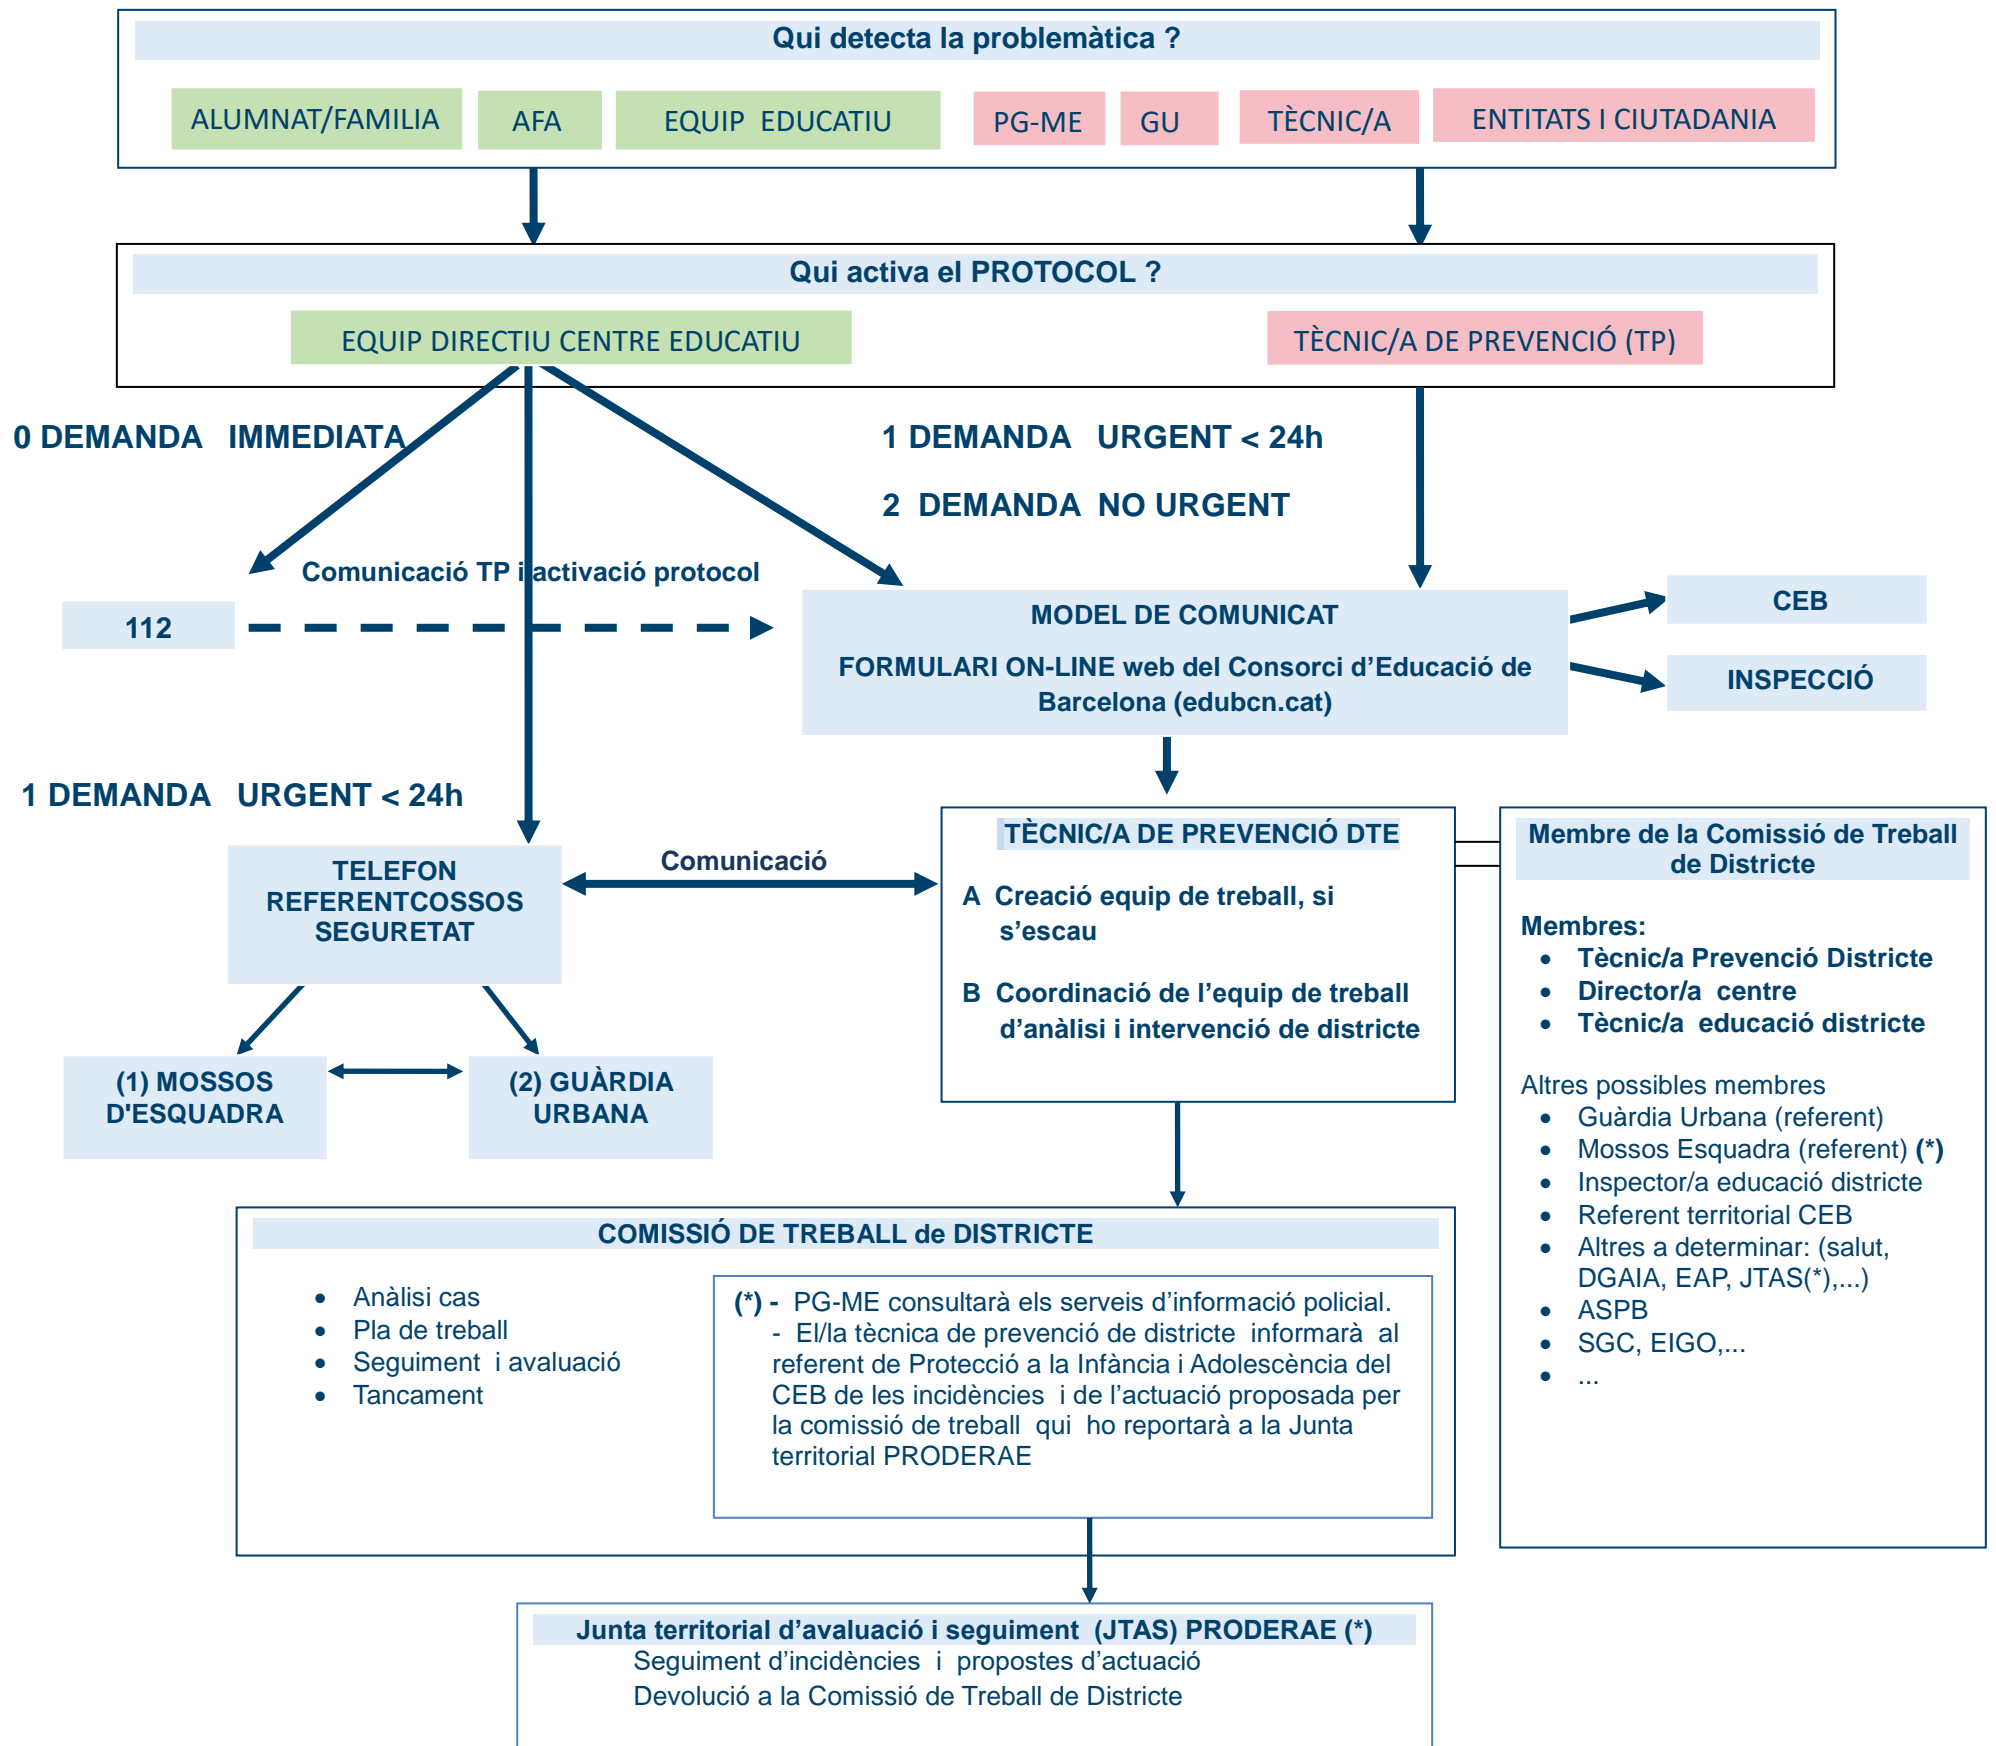 Qui detecta la problemàtica ?
ALUMNAT/FAMILIA
AFA
EQUIP EDUCATIU
PG-ME
GU
TÈCNIC/A
ENTITATS I CIUTADANIA
Qui activa el PROTOCOL ?
EQUIP DIRECTIU CENTRE EDUCATIU
TÈCNIC/A DE PREVENCIÓ (TP)
0 DEMANDA IMMEDIATA
1 DEMANDA URGENT < 24h
2 DEMANDA NO URGENT
Comunicació TP i activació protocol
112
MODEL DE COMUNICAT
FORMULARI ON-LINE web del Consorci d’Educació de
Barcelona (edubcn.cat)
CEB
INSPECCIÓ
1 DEMANDA URGENT < 24h
TELEFON
REFERENTCOSSOS
SEGURETAT
Comunicació
(1) MOSSOS
D'ESQUADRA
(2) GUÀRDIA
URBANA
TÈCNIC/A DE PREVENCIÓ DTE
A Creació equip de treball, si
s’escau
B Coordinació de l’equip de treball
d’anàlisi i intervenció de districte
Membre de la Comissió de Treball
de Districte
Membres:
• Tècnic/a Prevenció Districte
• Director/a centre
• Tècnic/a educació districte
Altres possibles membres
• Guàrdia Urbana (referent)
• Mossos Esquadra (referent) (*)
• Inspector/a educació districte
• Referent territorial CEB
• Altres a determinar: (salut,
DGAIA, EAP, JTAS(*),...)
• ASPB
• SGC, EIGO,...
• ...
COMISSIÓ DE TREBALL de DISTRICTE
• Anàlisi cas
• Pla de treball
• Seguiment i avaluació
• Tancament
(*) - PG-ME consultarà els serveis d’informació policial.
- El/la tècnica de prevenció de districte informarà al
referent de Protecció a la Infància i Adolescència del
CEB de les incidències i de l’actuació proposada per
la comissió de treball qui ho reportarà a la Junta
territorial PRODERAE
Junta territorial d’avaluació i seguiment (JTAS) PRODERAE (*)
Seguiment d’incidències i propostes d’actuació
Devolució a la Comissió de Treball de Districte